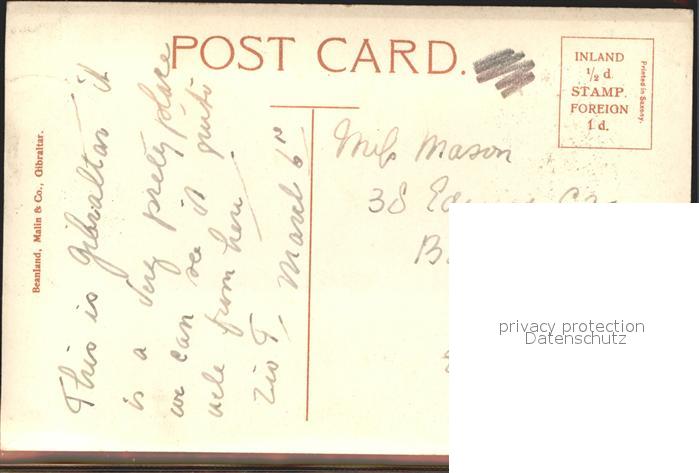 POST CARD.
INLAND
1/2 d.
STAMP.
FOREIGN
1 d.
Printed in Saxony.
Beanland, Malin & Co., Gibraltar.
This is Gibraltar it
is a very pretty place
we can see it quite
well from here
March 6th
Miss Mason
38
privacy protection
Datenschutz